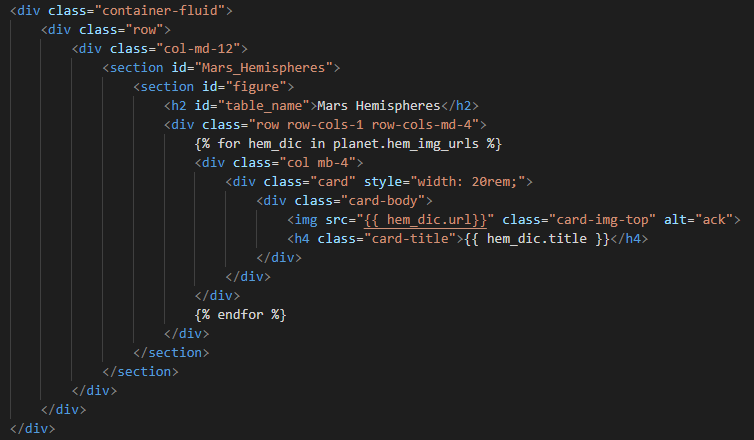 <div class="container-fluid">
    <div class="row">
        <div class="col-md-12">
            <section id="Mars_Hemispheres">
                <section id="figure">
                    <h2 id="table_name">Mars Hemispheres</h2>
                    <div class="row row-cols-1 row-cols-md-4">
                        {% for hem_dic in planet.hem_img_urls %}
                        <div class="col mb-4">
                            <div class="card" style="width: 20rem;">
                                <div class="card-body">
                                    <img src="{{ hem_dic.url}}" class="card-img-top" alt="ack">
                                    <h4 class="card-title">{{ hem_dic.title }}</h4>
                                </div>
                            </div>
                        </div>
                        {% endfor %}
                    </div>
                </section>
            </section>
        </div>
    </div>
</div>